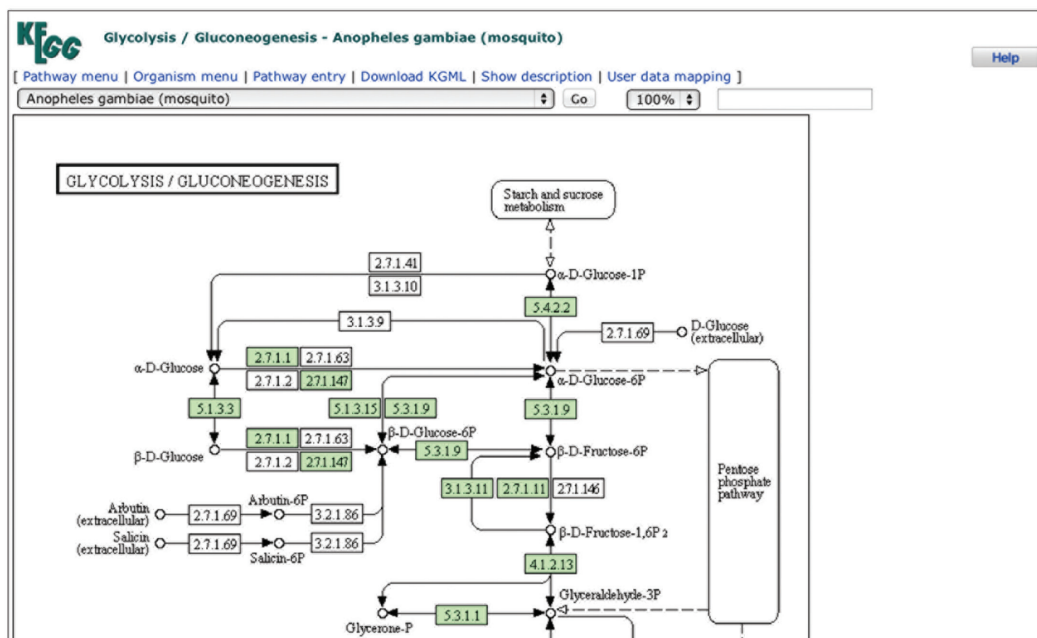 KEGG
Glycolysis / Gluconeogenesis - Anopheles gambiae (mosquito)
Help
[ Pathway menu | Organism menu | Pathway entry | Download KGML | Show description | User data mapping ]
Anopheles gambiae (mosquito)
Go
100%
GLYCOLYSIS / GLUCONEOGENESIS
Starch and sucrose
metabolism
2.7.1.41
3.1.3.10
α-D-Glucose-1P
5.4.2.2
3.1.3.9
2.7.1.69
D-Glucose
(extracellular)
2.7.1.1 2.7.1.63
α-D-Glucose
2.7.1.2 2.7.1.147
α-D-Glucose-6P
5.1.3.3
5.1.3.15 5.3.1.9
5.3.1.9
β-D-Glucose-6P
2.7.1.1 2.7.1.63
β-D-Glucose
2.7.1.2 2.7.1.147
5.3.1.9
β-D-Fructose-6P
Pentose
phosphate
pathway
3.1.3.11 2.7.1.11 2.7.1.146
Arbutin
(extracellular)
2.7.1.69
Arbutin-6P
3.2.1.86
Salicin
(extracellular)
2.7.1.69
Salicin-6P
3.2.1.86
β-D-Fructose-1,6P2
4.1.2.13
Glyceraldehyde-3P
5.3.1.1
Glycerone-P